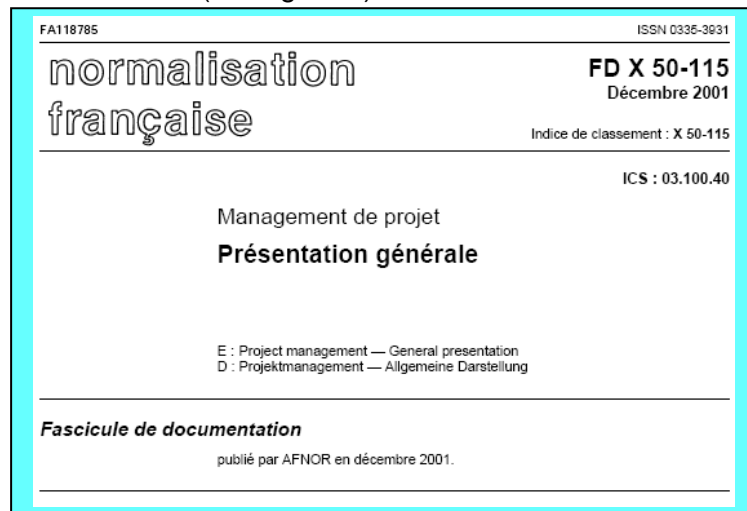 FA118785
ISSN 0335-3931
normalisation
française
FD X 50-115
Décembre 2001
Indice de classement : X 50-115
ICS : 03.100.40
Management de projet
Présentation générale
E : Project management — General presentation
D : Projektmanagement — Allgemeine Darstellung
Fascicule de documentation
publié par AFNOR en décembre 2001.